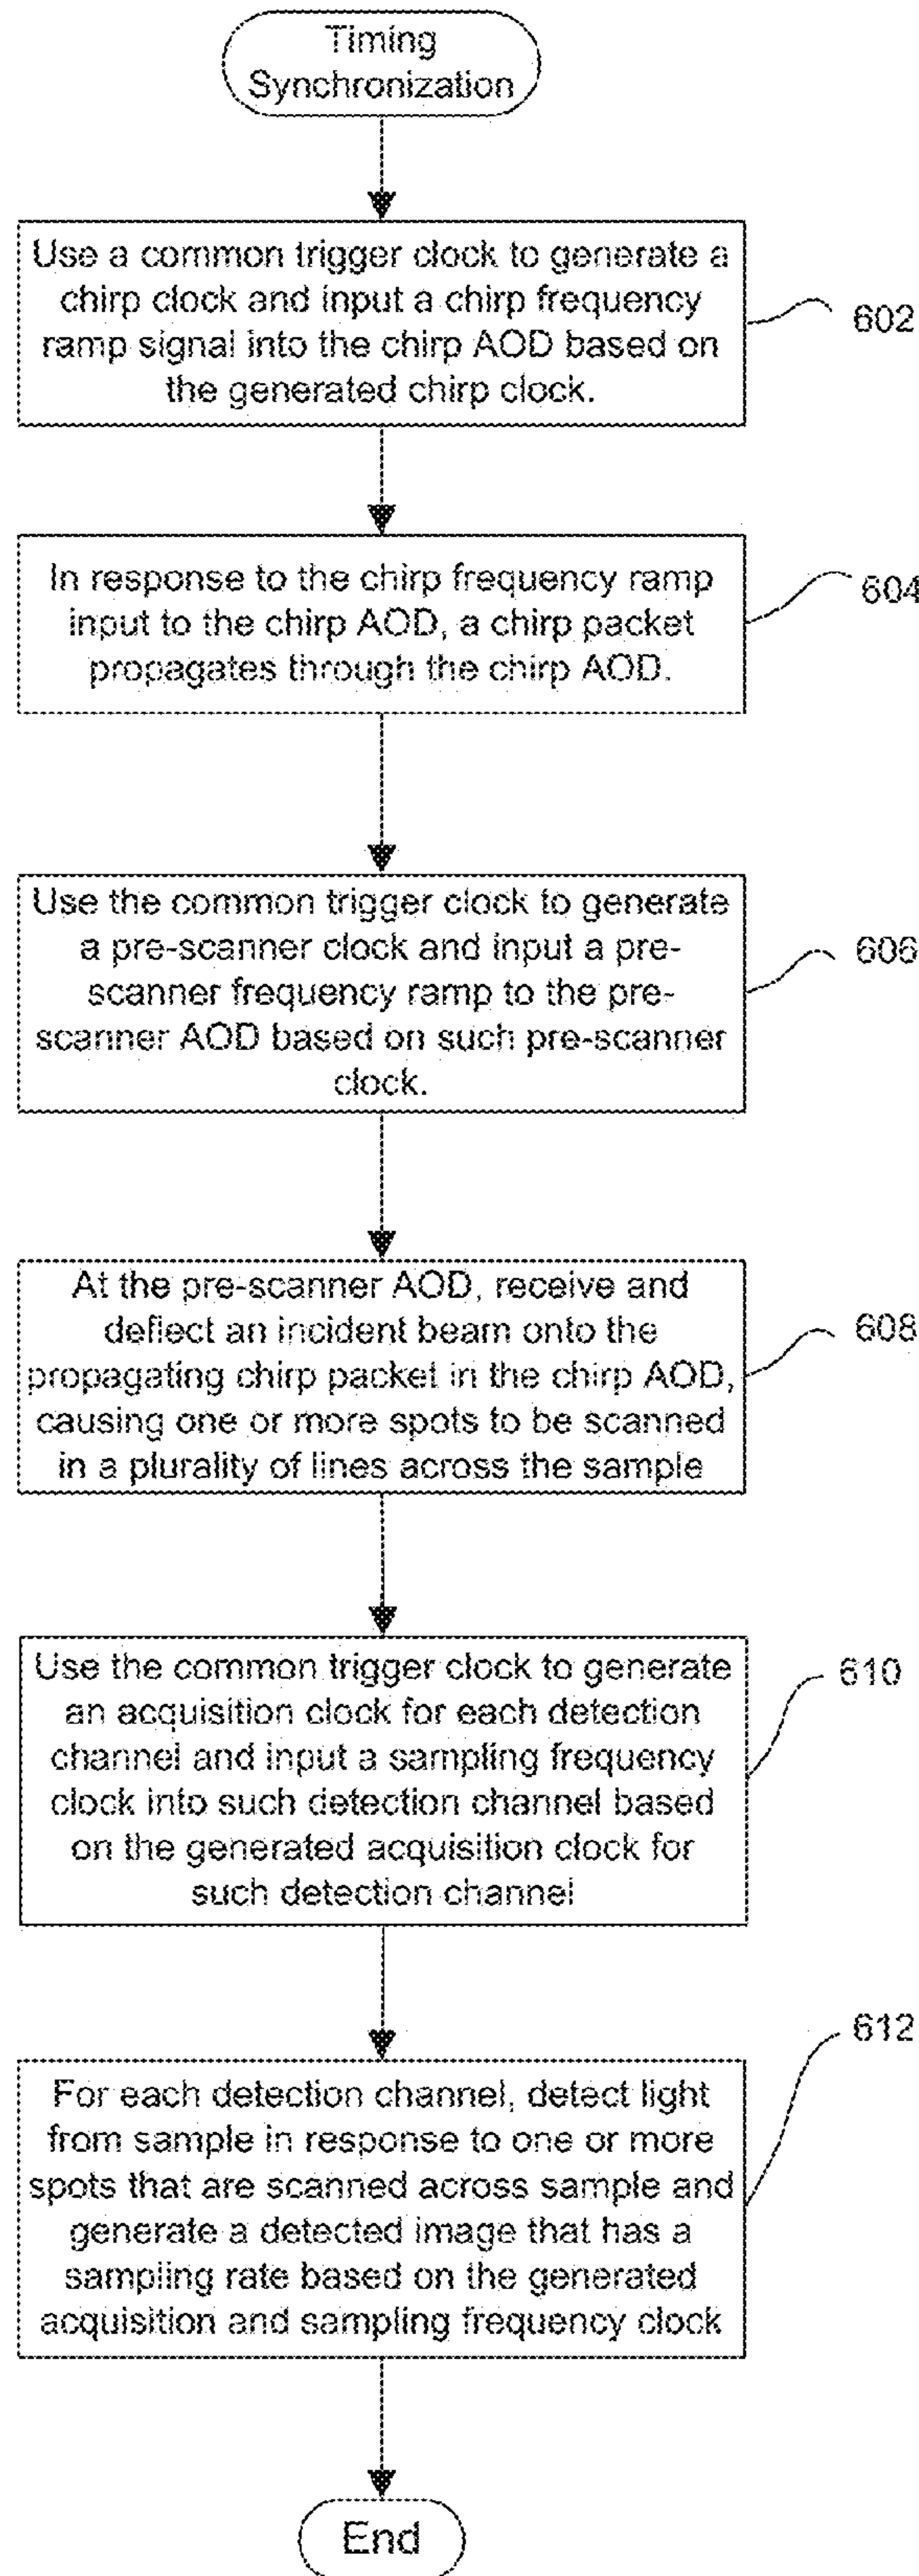 Timing
Synchronization
Use a common trigger clock to generate a
chirp clock and input a chirp frequency
ramp signal into the chirp AOD based on
the generated chirp clock.
602
In response to the chirp frequency ramp
input to the chirp AOD, a chirp packet
propagates through the chirp AOD.
604
Use the common trigger clock to generate
a pre-scanner clock and input a pre-
scanner frequency ramp to the pre-
scanner AOD based on such pre-scanner
clock.
606
At the pre-scanner AOD, receive and
deflect an incident beam onto the
propagating chirp packet in the chirp AOD,
causing one or more spots to be scanned
in a plurality of lines across the sample
608
Use the common trigger clock to generate
an acquisition clock for each detection
channel and input a sampling frequency
clock into such detection channel based
on the generated acquisition clock for
such detection channel
610
For each detection channel, detect light
from sample in response to one or more
spots that are scanned across sample and
generate a detected image that has a
sampling rate based on the generated
acquisition and sampling frequency clock
612
End